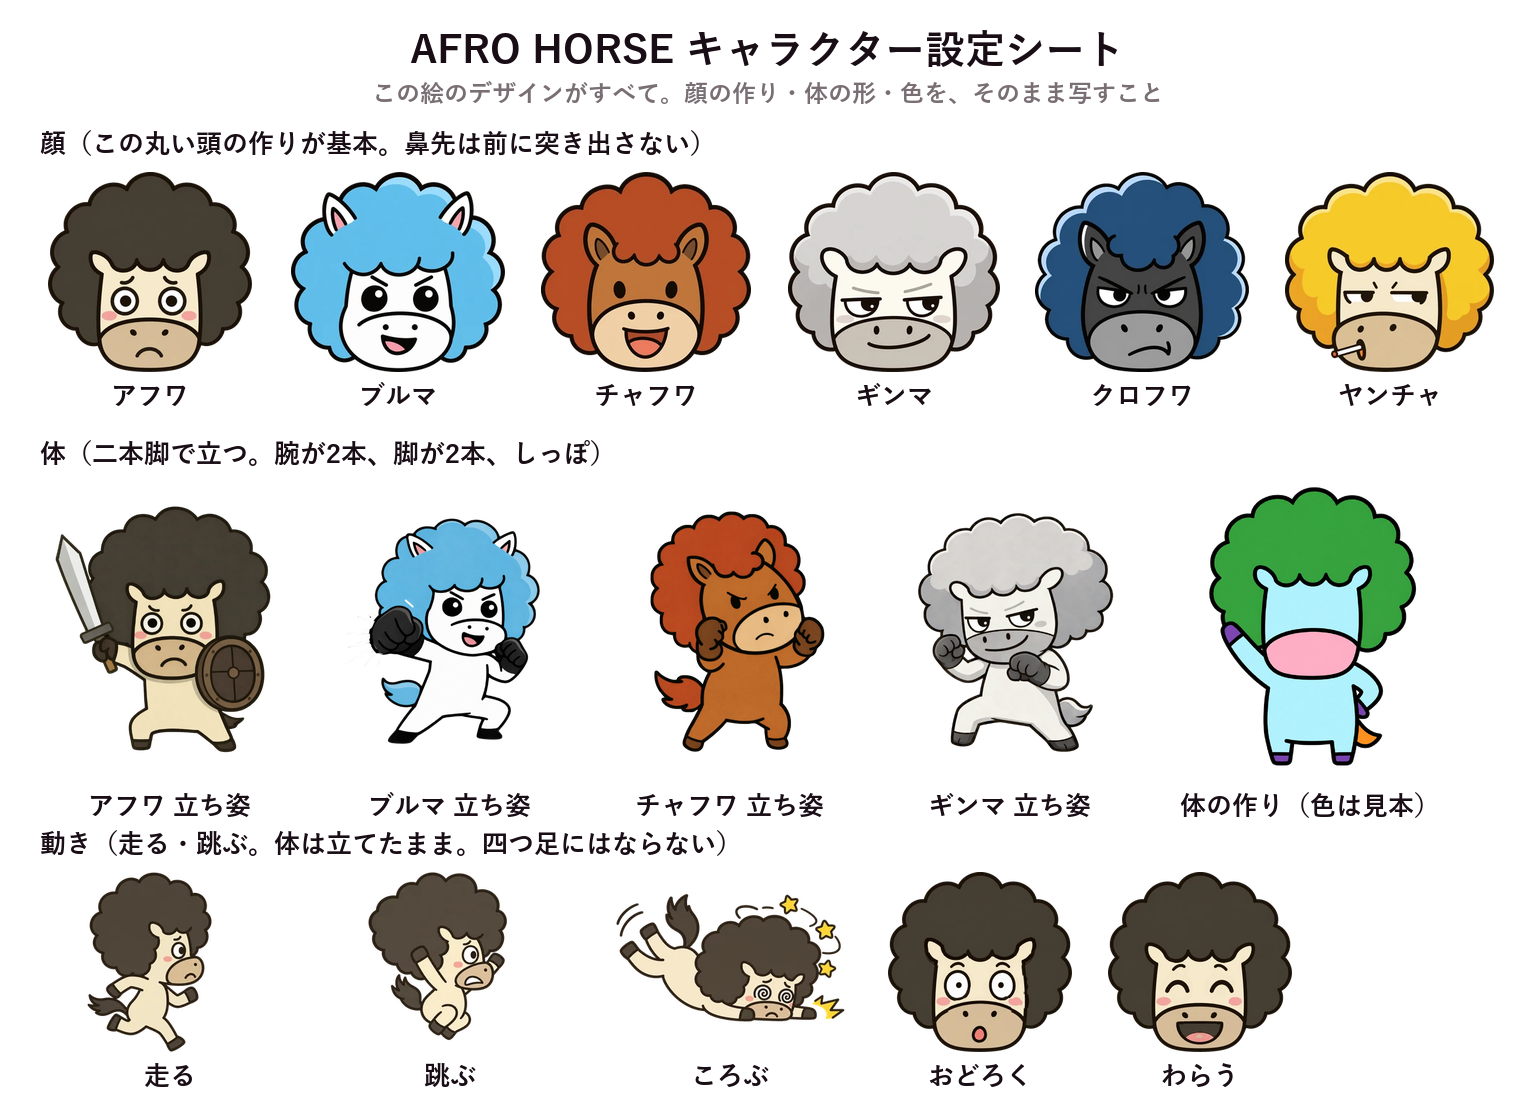 AFRO HORSE キャラクター設定シート
この絵のデザインがすべて。顔の作り・体の形・色を、そのまま写すこと
顔（この丸い頭の作りが基本。鼻先は前に突き出さない）
アフワ
ブルマ
チャフワ
ギンマ
クロフワ
ヤンチャ
体（二本脚で立つ。腕が2本、脚が2本、しっぽ）
アフワ 立ち姿
ブルマ 立ち姿
チャフワ 立ち姿
ギンマ 立ち姿
体の作り（色は見本）
動き（走る・跳ぶ。体は立てたまま。四つ足にはならない）
走る
跳ぶ
ころぶ
おどろく
わらう